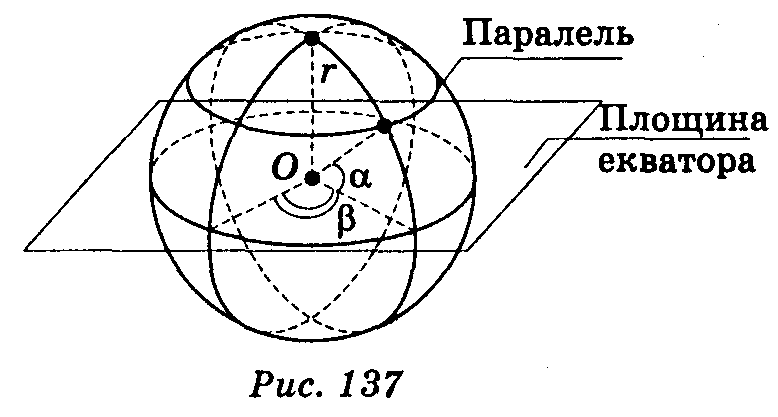 Паралель
r
Площина
екватора
O α
β
Рис. 137